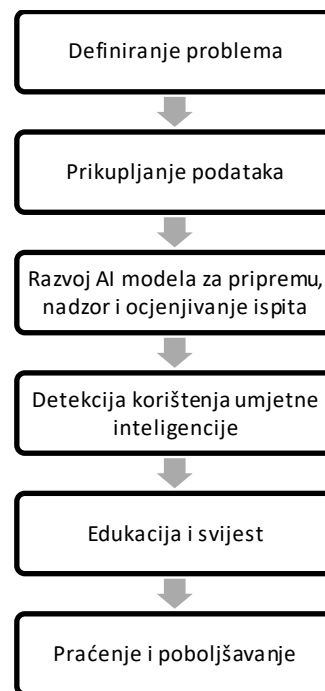 Definiranje problema
Prikupljanje podataka
Razvoj AI modela za pripremu,
nadzor i ocjenjivanje ispita
Detekcija korištenja umjetne
inteligencije
Edukacija i svijest
Praćenje i poboljšavanje